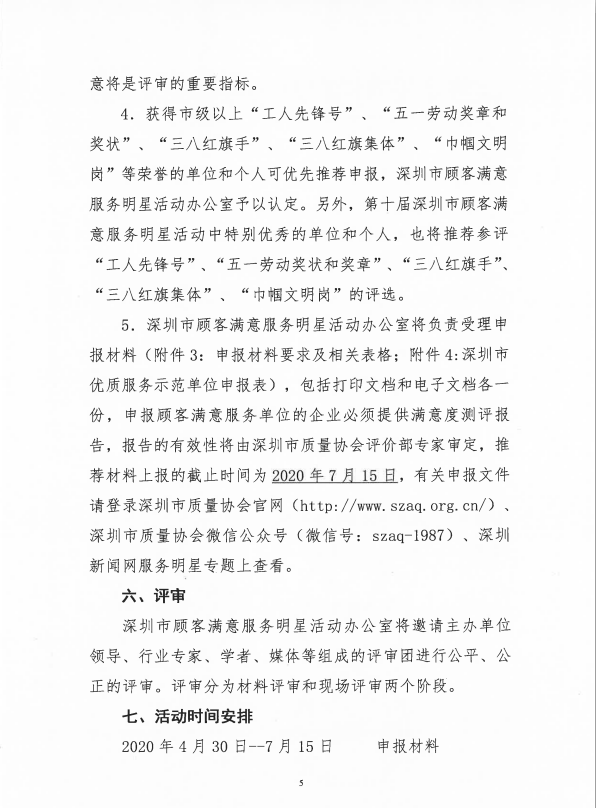 意将是评审的重要指标。
4．获得市级以上“工人先锋号”、“五一劳动奖章和
奖状”、“三八红旗手”、“三八红旗集体”、“巾帼文明
岗”等荣誉的单位和个人可优先推荐申报，深圳市顾客满意
服务明星活动办公室予以认定。另外，第十届深圳市顾客满
意服务明星活动中特别优秀的单位和个人，也将推荐参评
“工人先锋号”、“五一劳动奖状和奖章”、“三八红旗手”、
“三八红旗集体”、“巾帼文明岗”的评选。
5．深圳市顾客满意服务明星活动办公室将负责受理申
报材料（附件 3：申报材料要求及相关表格；附件 4:深圳市
优质服务示范单位申报表），包括打印文档和电子文档各一
份，申报顾客满意服务单位的企业必须提供满意度测评报
告，报告的有效性将由深圳市质量协会评价部专家审定，推
荐材料上报的截止时间为 2020 年 7 月 15 日，有关申报文件
请登录深圳市质量协会官网（http://www.szaq.org.cn/）、
深圳市质量协会微信公众号（微信号：szaq-1987）、深圳
新闻网服务明星专题上查看。
六、评审
深圳市顾客满意服务明星活动办公室将邀请主办单位
领导、行业专家、学者、媒体等组成的评审团进行公平、公
正的评审。评审分为材料评审和现场评审两个阶段。
七、活动时间安排
2020 年 4 月 30 日--7 月 15 日 申报材料
5